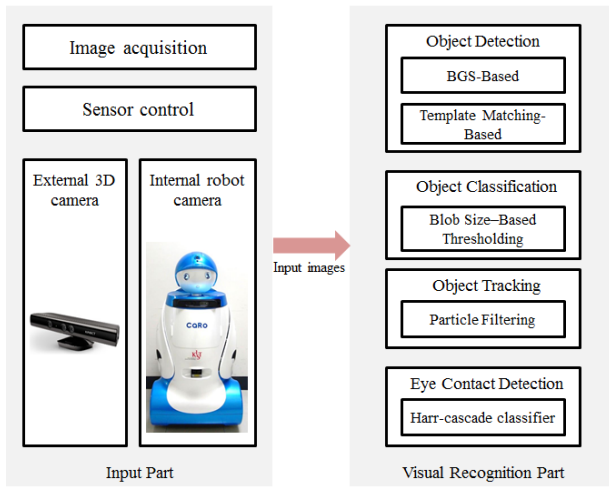 Image acquisition
Sensor control
External 3D
camera
Internal robot
camera
CaRo
Input Part
Input images
Object Detection
BGS-Based
Template Matching-
Based
Object Classification
Blob Size–Based
Thresholding
Object Tracking
Particle Filtering
Eye Contact Detection
Harr-cascade classifier
Visual Recognition Part